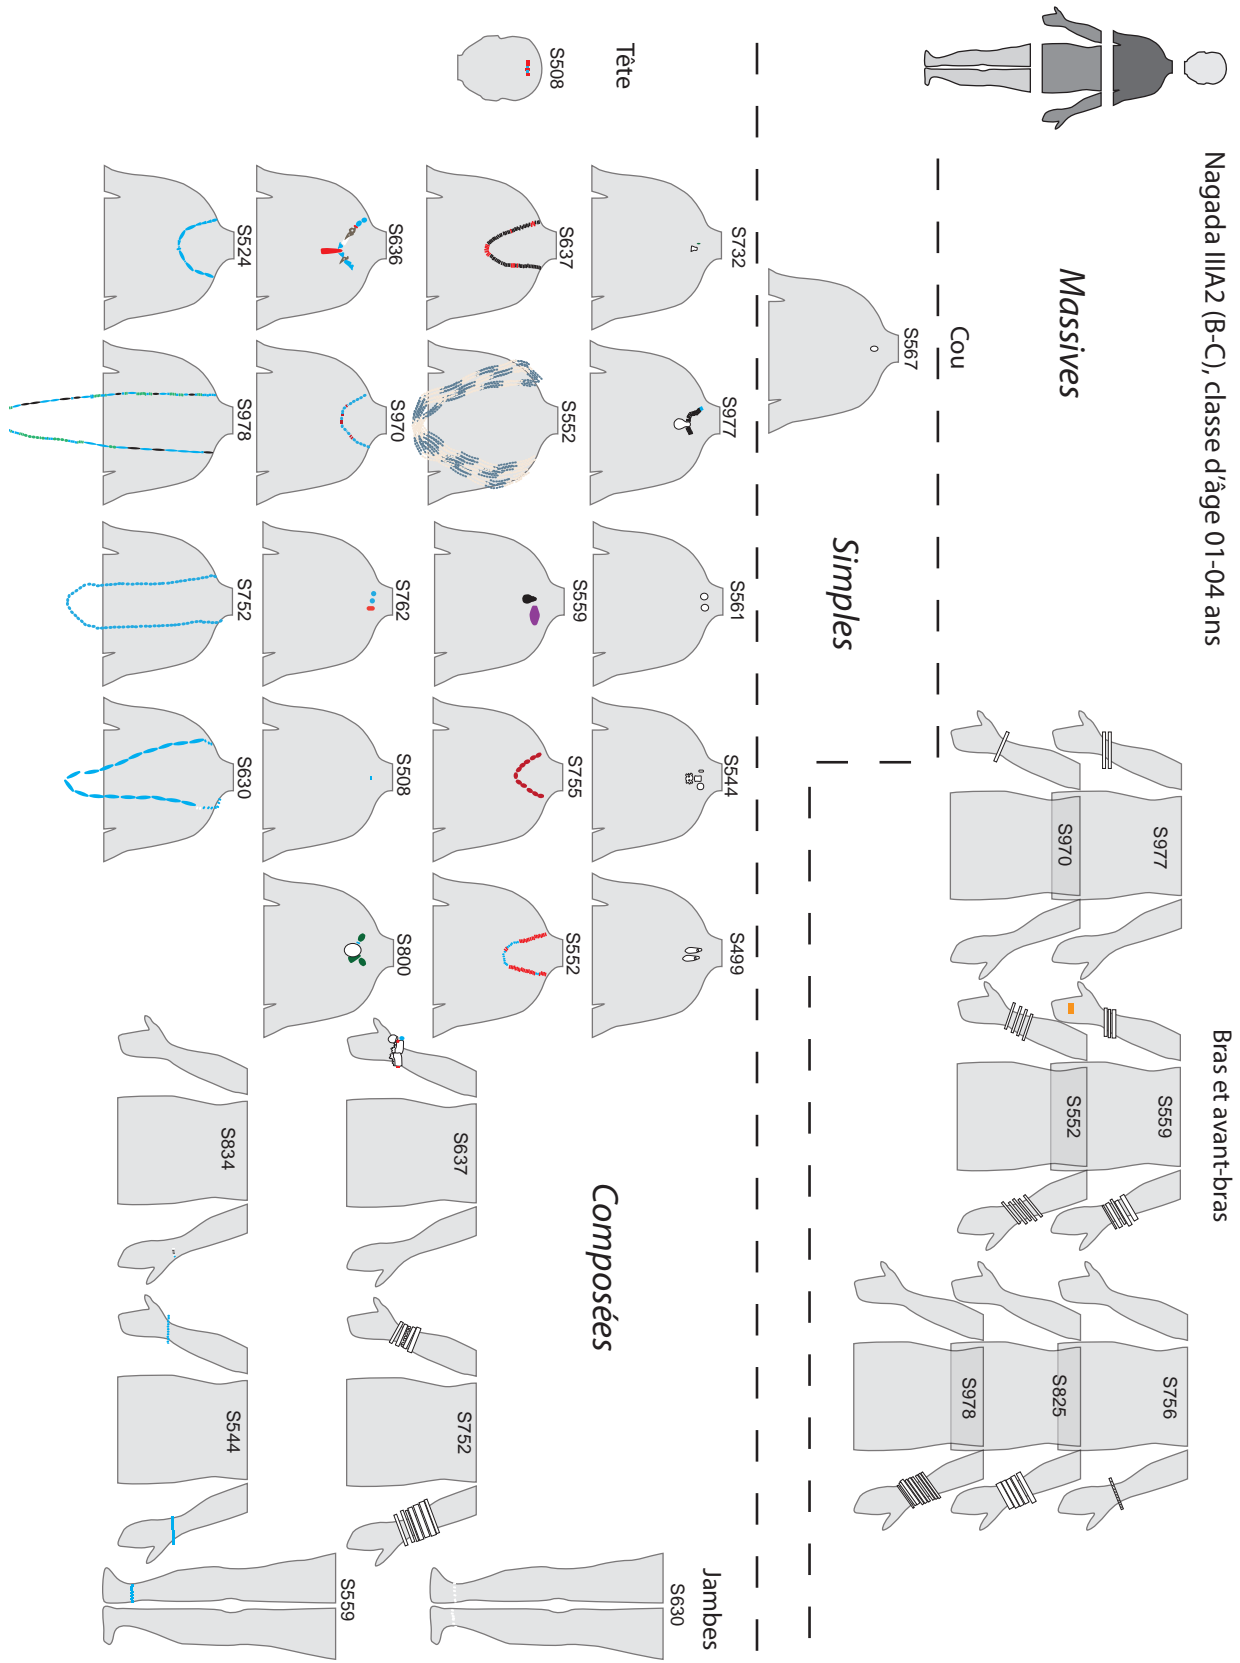 Nagada IIIA2 (B-C), classe d'âge 01-04 ans
Massives
Cou
Bras et avant-bras
S567
S977
S970
S559
S552
S756
S825
S978
Simples
Tête
S508
Composées
Jambes
S732
S977
S561
S544
S499
S637
S552
S559
S755
S552
S636
S970
S762
S508
S800
S524
S978
S752
S630
S637
S752
S834
S544
S630
S559